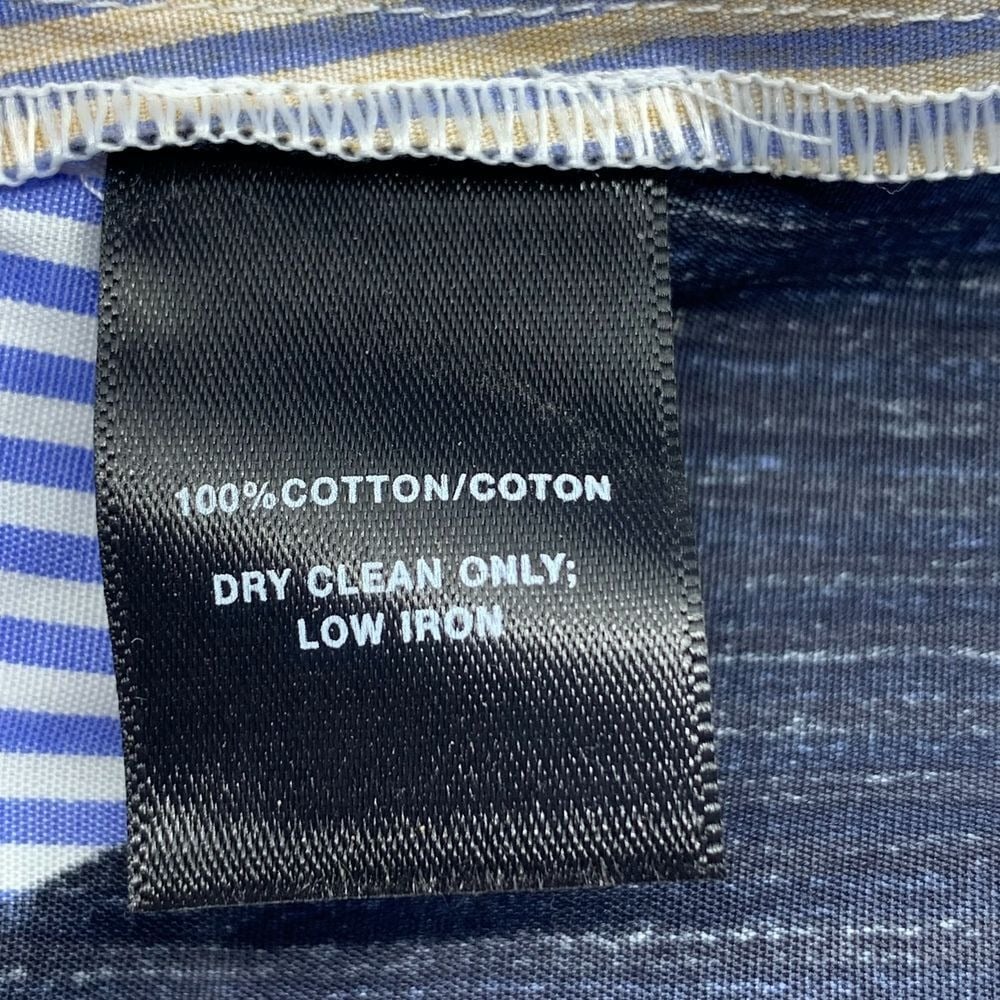 100% COTTON/COTON
DRY CLEAN ONLY;
LOW IRON